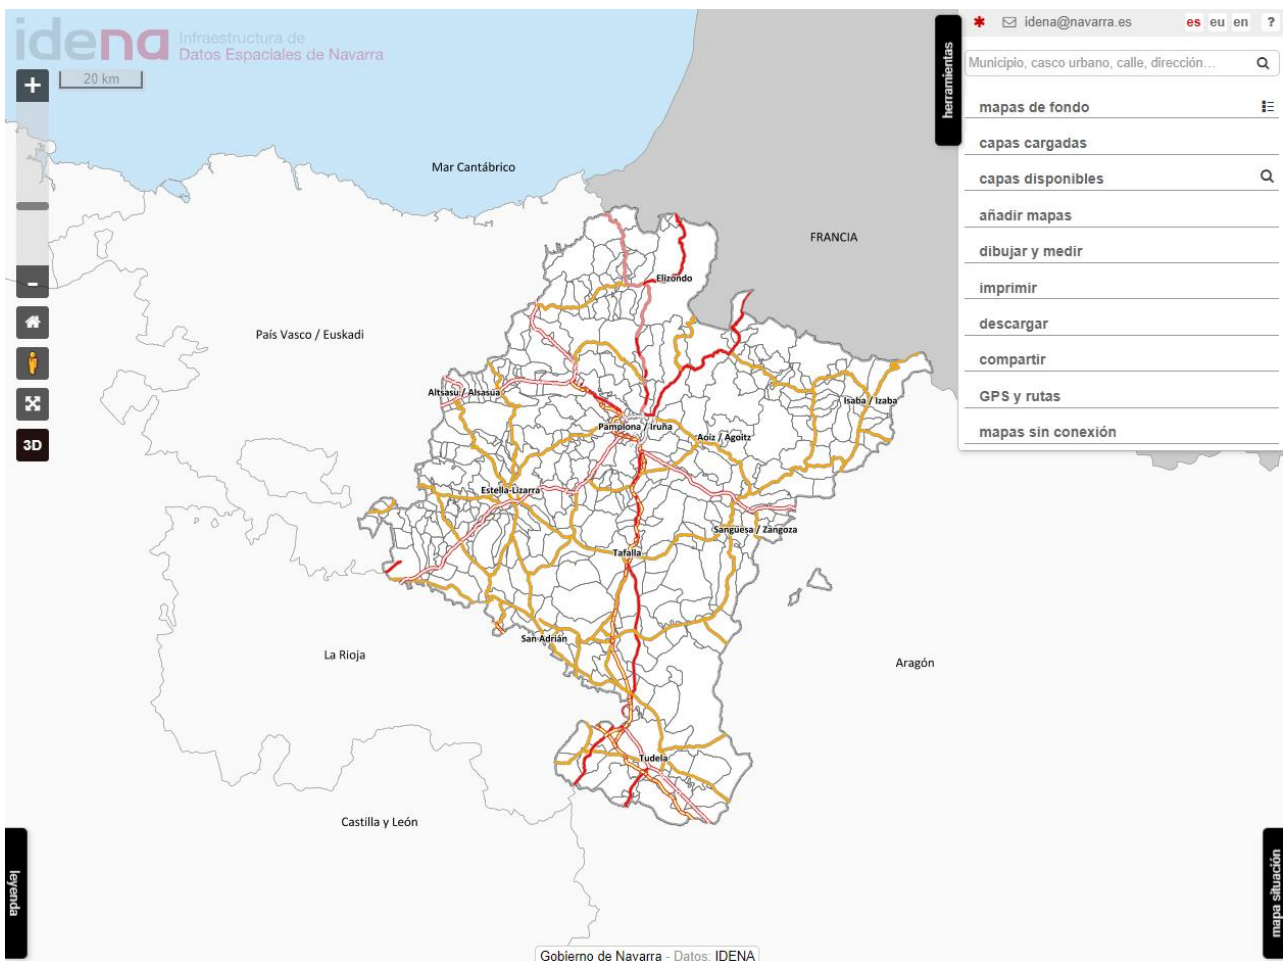 idena
Infraestructura de
Datos Espaciales de Navarra
+
20 km
-
3D
leyenda
Mar Cantábrico
FRANCIA
País Vasco / Euskadi
Elizondo
Altsasu / Alsasua
Isaba / Izaba
Pamplona / Iruña
Aoiz / Agoitz
Estella-Lizarra
Sangüesa / Zangoza
Tafalla
San Adrián
La Rioja
Aragón
Tudela
Castilla y León
Gobierno de Navarra - Datos: IDENA
herramientas
idena@navarra.es
es eu en ?
Municipio, casco urbano, calle, dirección...
mapas de fondo
capas cargadas
capas disponibles
añadir mapas
dibujar y medir
imprimir
descargar
compartir
GPS y rutas
mapas sin conexión
mapa situación